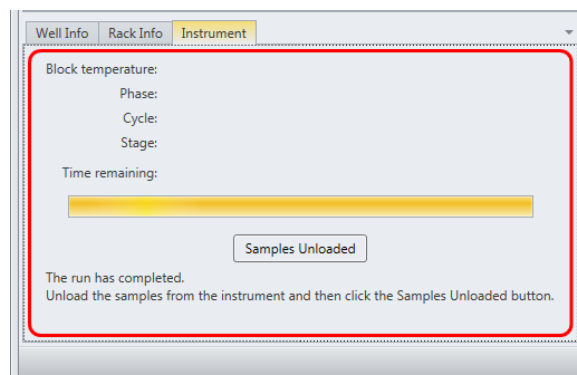 Well Info Rack Info Instrument
Block temperature:
Phase:
Cycle:
Stage:
Time remaining:
Samples Unloaded
The run has completed.
Unload the samples from the instrument and then click the Samples Unloaded button.